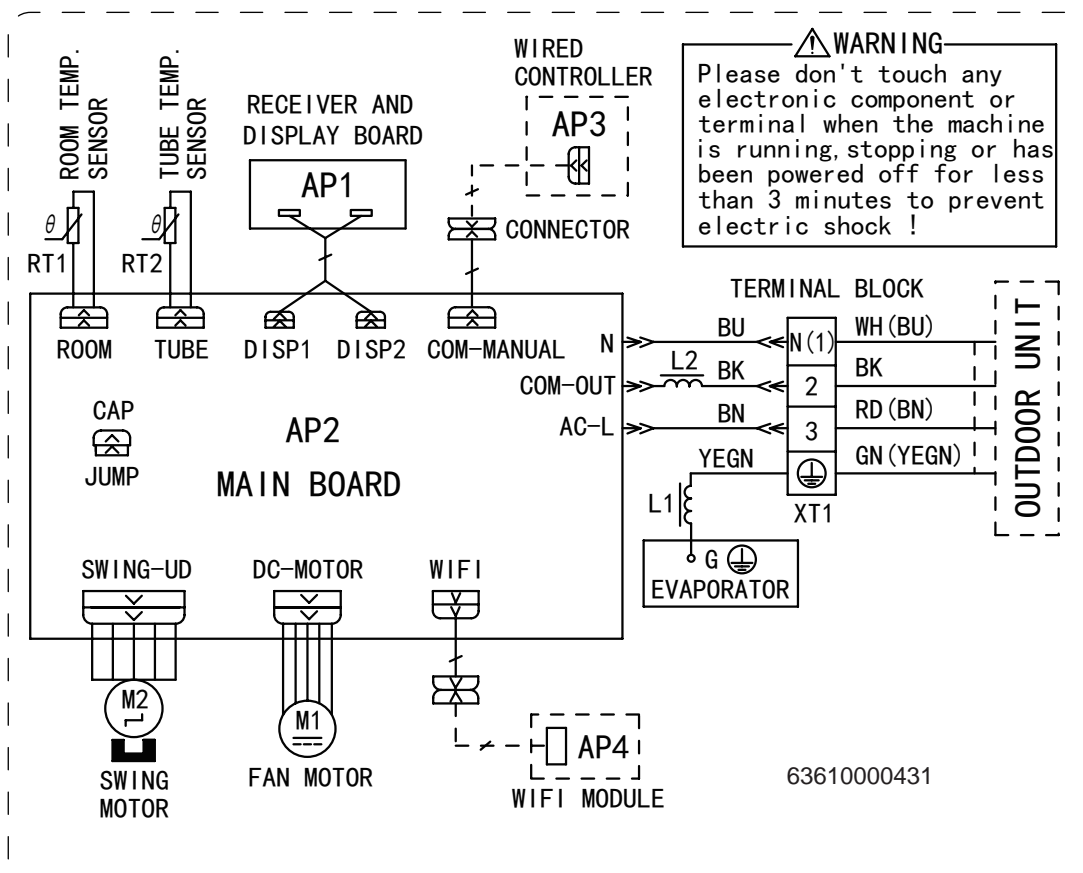 WARNING
Please don't touch any
electronic component or
terminal when the machine
is running, stopping or has
been powered off for less
than 3 minutes to prevent
electric shock !
ROOM TEMP.
SENSOR
TUBE TEMP.
SENSOR
RECEIVER AND
DISPLAY BOARD
WIRED
CONTROLLER
AP1
AP3
CONNECTOR
θ
θ
RT1
RT2
ROOM
TUBE
DISP1
DISP2
COM-MANUAL
N
COM-OUT
AC-L
CAP
JUMP
AP2
MAIN BOARD
TERMINAL BLOCK
BU
N(1)
WH(BU)
L2
BK
2
BK
BN
3
RD(BN)
YEGN
GN(YEGN)
XT1
L1
G
EVAPORATOR
OUTDOOR UNIT
SWING-UD
DC-MOTOR
WIFI
M2
M1
SWING
MOTOR
FAN MOTOR
AP4
WIFI MODULE
63610000431